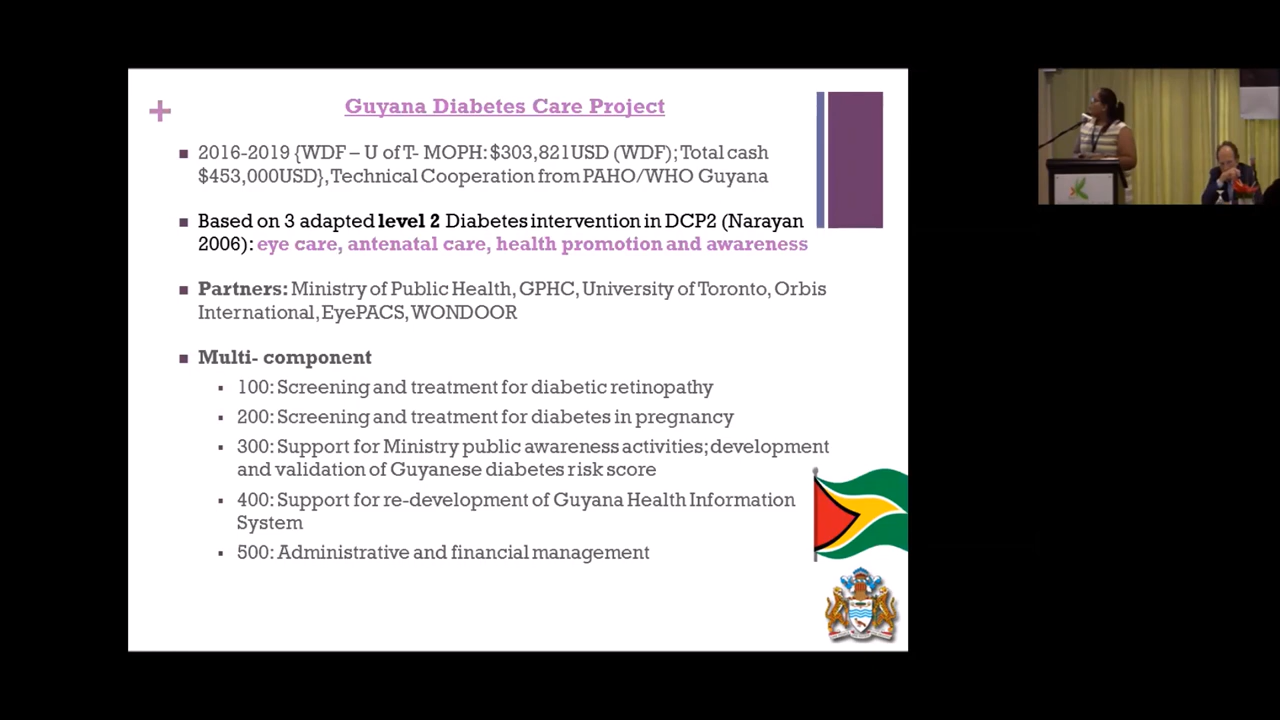 +
Guyana Diabetes Care Project
▪ 2016-2019 {WDF – U of T- MOPH: $303,821USD (WDF); Total cash
$453,000USD}, Technical Cooperation from PAHO/WHO Guyana
▪ Based on 3 adapted level 2 Diabetes intervention in DCP2 (Narayan
2006): eye care, antenatal care, health promotion and awareness
▪ Partners: Ministry of Public Health, GPHC, University of Toronto, Orbis
International, EyePACS, WONDOOR
▪ Multi- component
▪ 100: Screening and treatment for diabetic retinopathy
▪ 200: Screening and treatment for diabetes in pregnancy
▪ 300: Support for Ministry public awareness activities; development
and validation of Guyanese diabetes risk score
▪ 400: Support for re-development of Guyana Health Information
System
▪ 500: Administrative and financial management